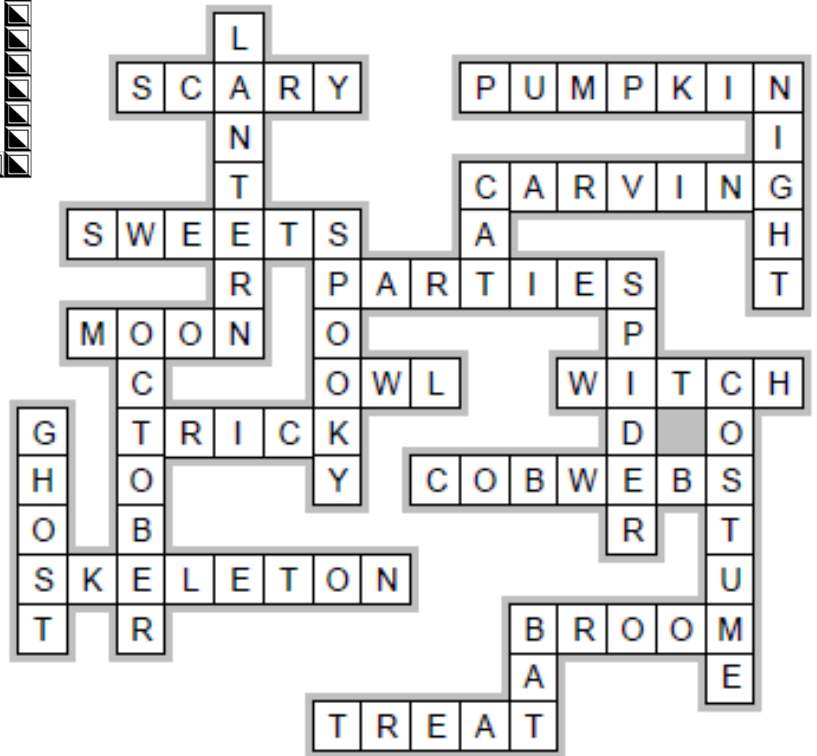 L
SCARY PUMPKIN
N I
T CARVING
SWEETS A H
R PARTIES T
MOON O P
C OWL WITCH
G TRICK D O
H O Y COBWEBS
O B R T
SKELETON U
T R BROOM
A E
TREAT